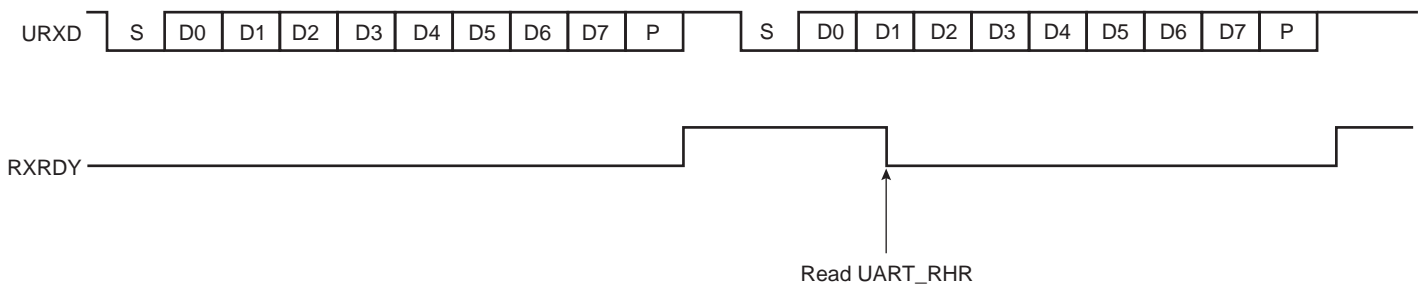 URXD S D0 D1 D2 D3 D4 D5 D6 D7 P S D0 D1 D2 D3 D4 D5 D6 D7 P
RXRDY
Read UART_RHR